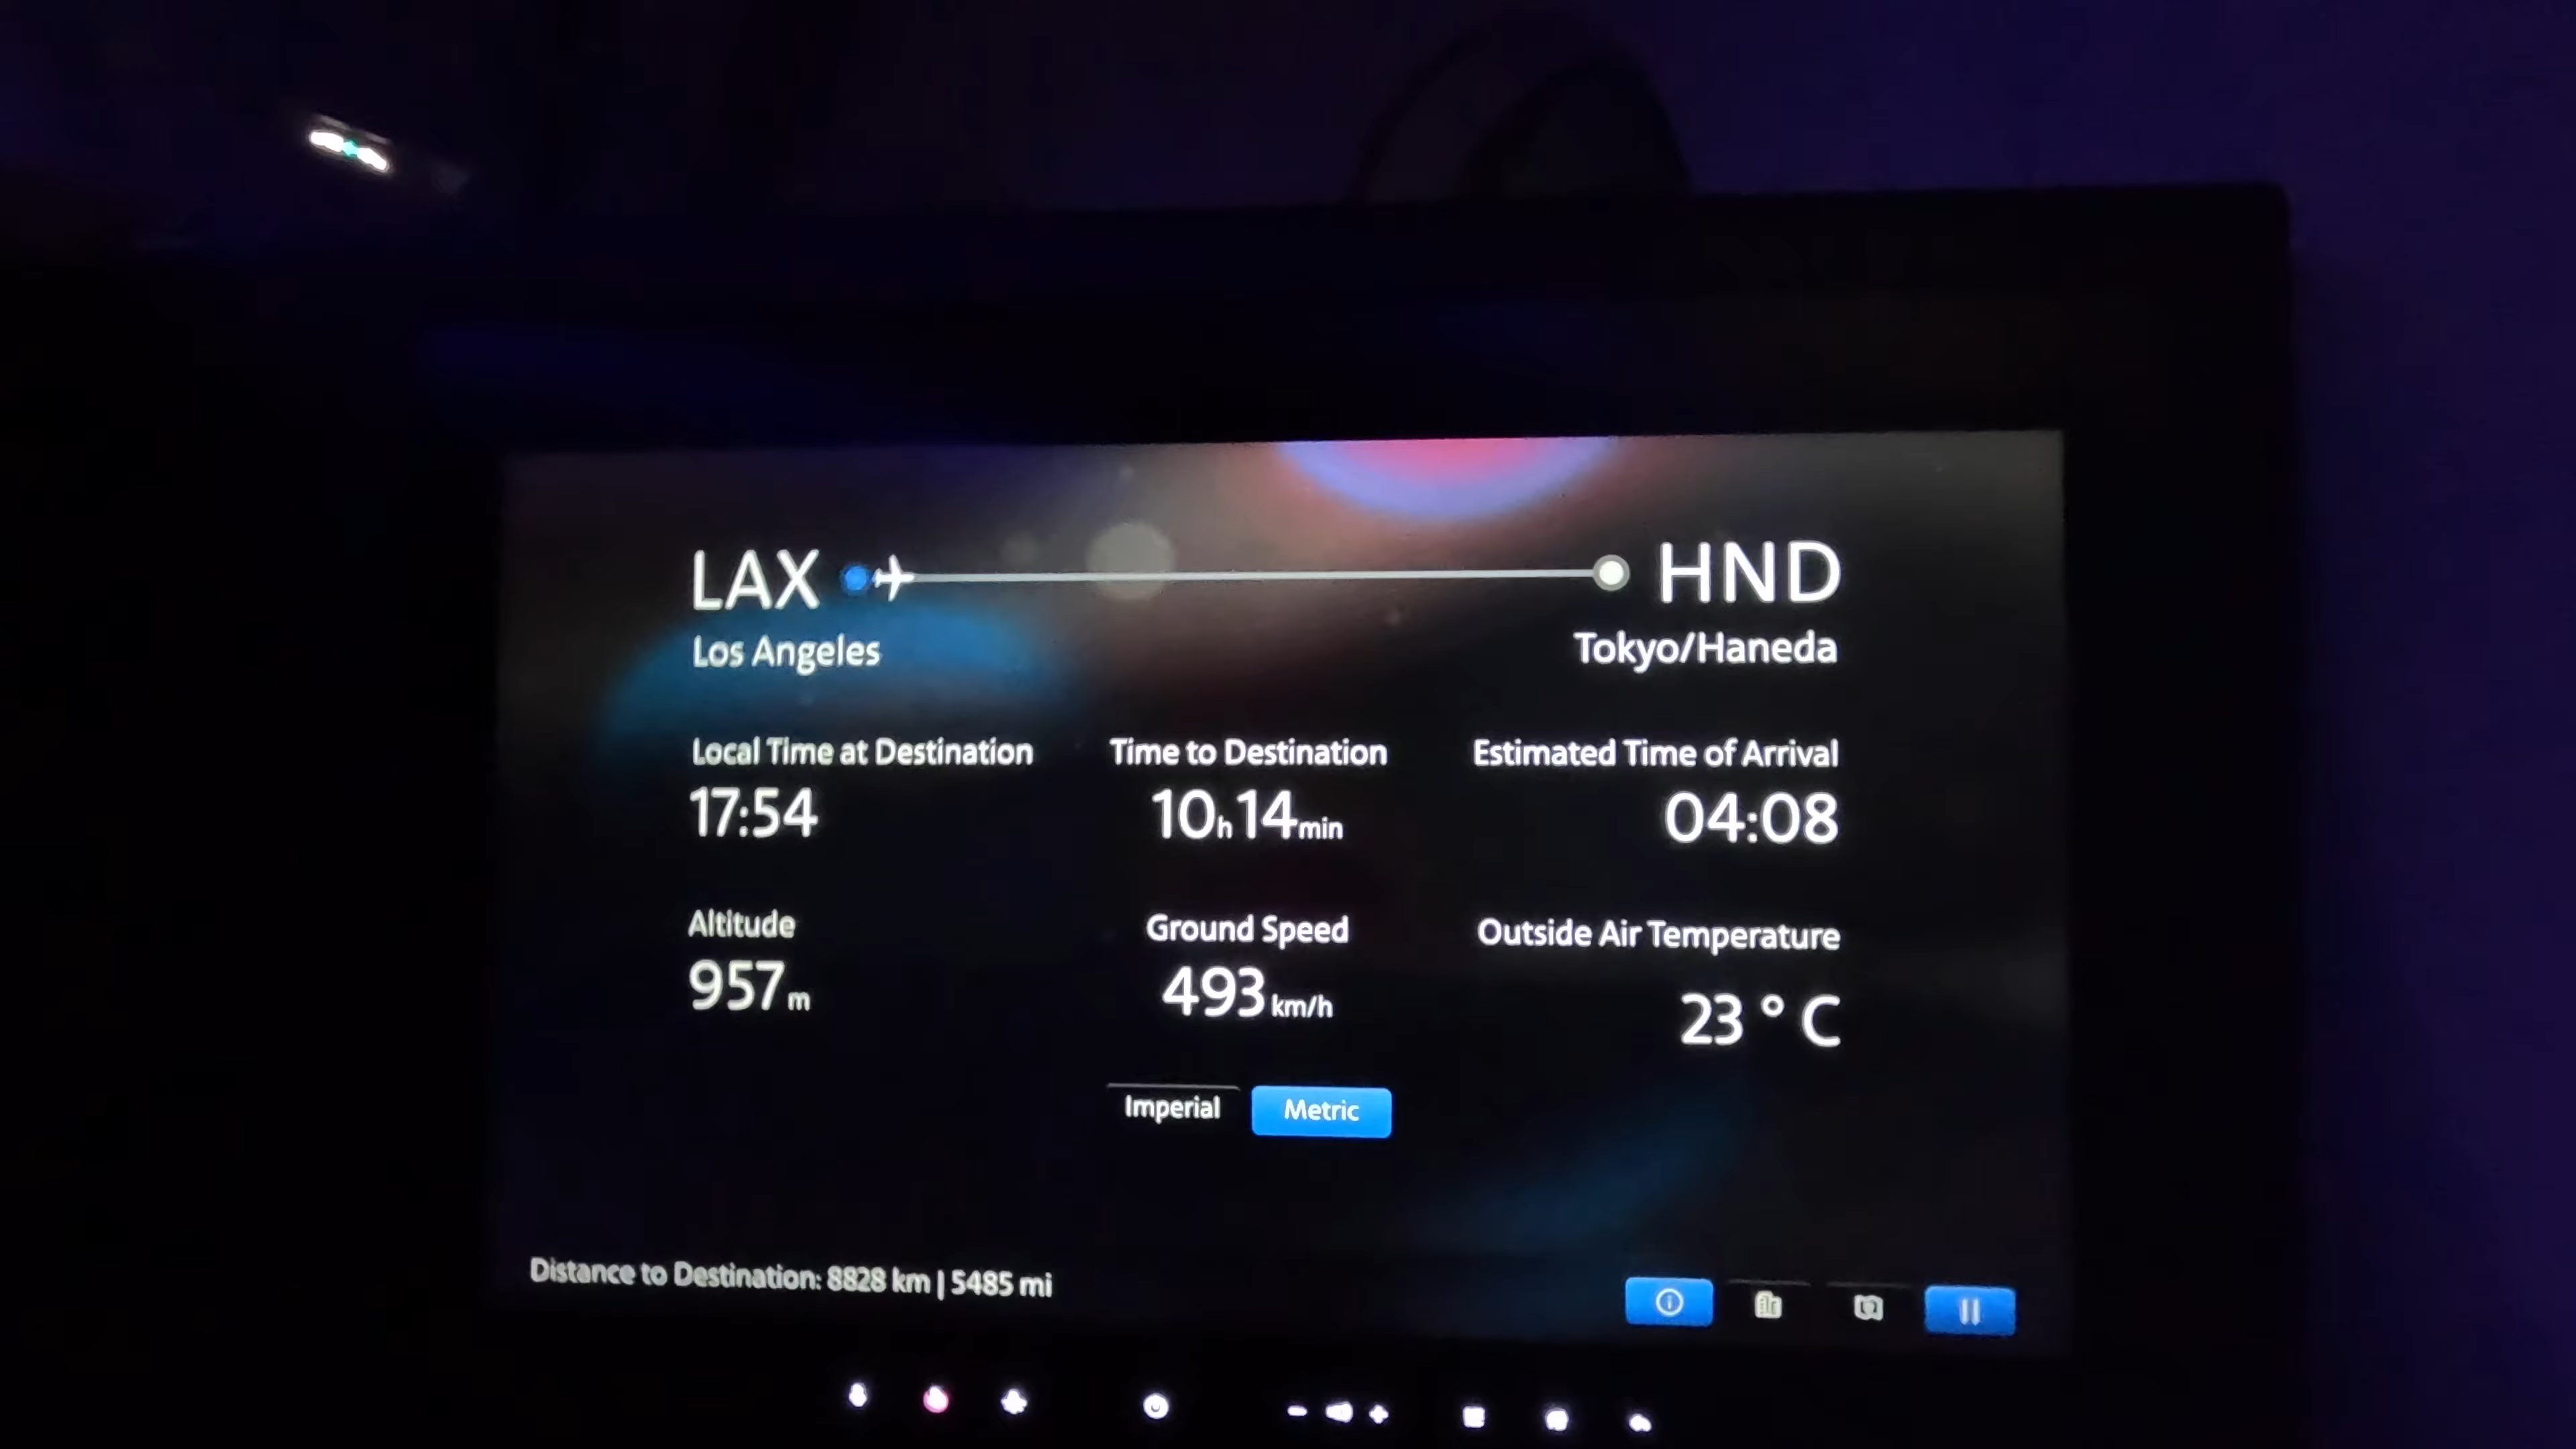 LAX HND
Los Angeles Tokyo/Haneda
Local Time at Destination Time to Destination Estimated Time of Arrival
17:54 10h14min 04:08
Altitude Ground Speed Outside Air Temperature
957m 493km/h 23 ° C
Imperial Metric
Distance to Destination: 8828 km | 5485 mi